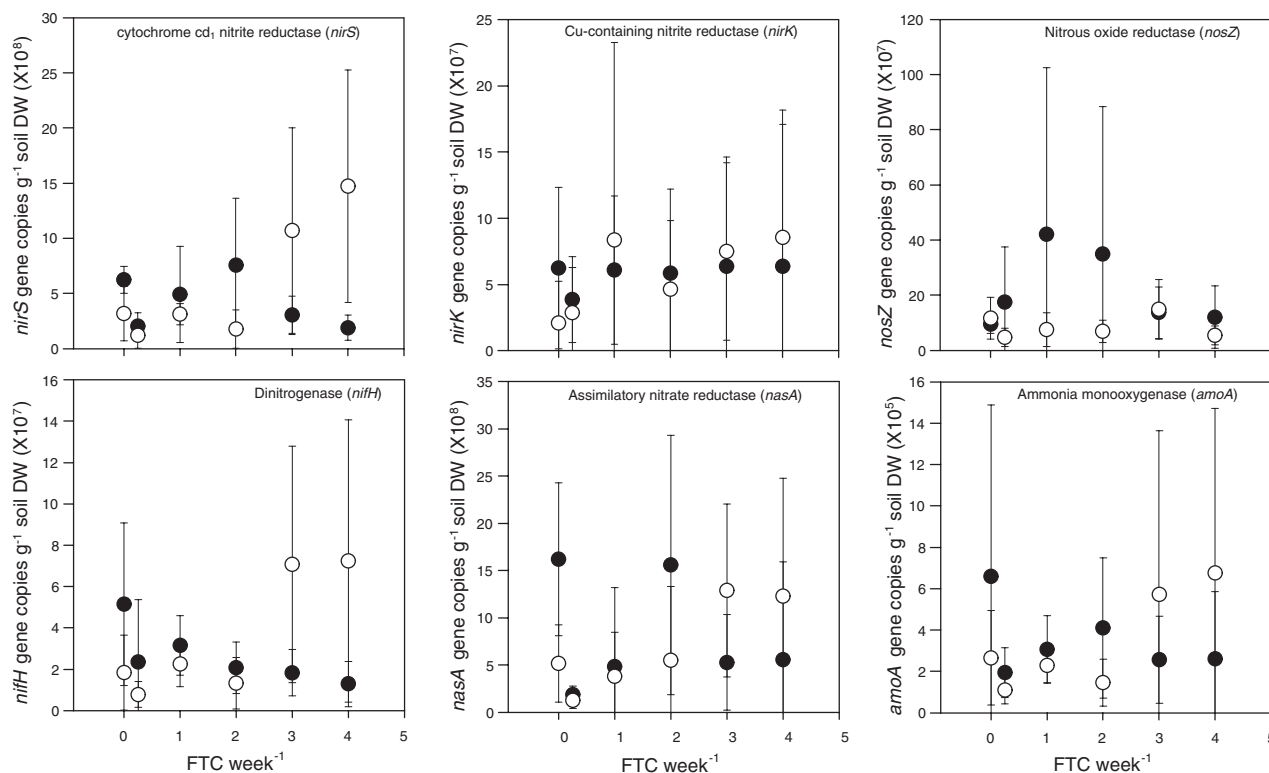 cytochrome cd₁ nitrite reductase (nirS)
nirS gene copies g⁻¹ soil DW (X10⁸)
30
25
20
15
10
5
0
Cu-containing nitrite reductase (nirK)
nirK gene copies g⁻¹ soil DW (X10⁷)
25
20
15
10
5
0
Nitrous oxide reductase (nosZ)
nosZ gene copies g⁻¹ soil DW (X10⁷)
120
100
80
60
40
20
0
Dinitrogenase (nifH)
nifH gene copies g⁻¹ soil DW (X10⁷)
16
14
12
10
8
6
4
2
0
0 1 2 3 4 5
FTC week⁻¹
Assimilatory nitrate reductase (nasA)
nasA gene copies g⁻¹ soil DW (X10⁸)
35
30
25
20
15
10
5
0
0 1 2 3 4 5
FTC week⁻¹
Ammonia monooxygenase (amoA)
amoA gene copies g⁻¹ soil DW (X10⁵)
16
14
12
10
8
6
4
2
0
0 1 2 3 4 5
FTC week⁻¹